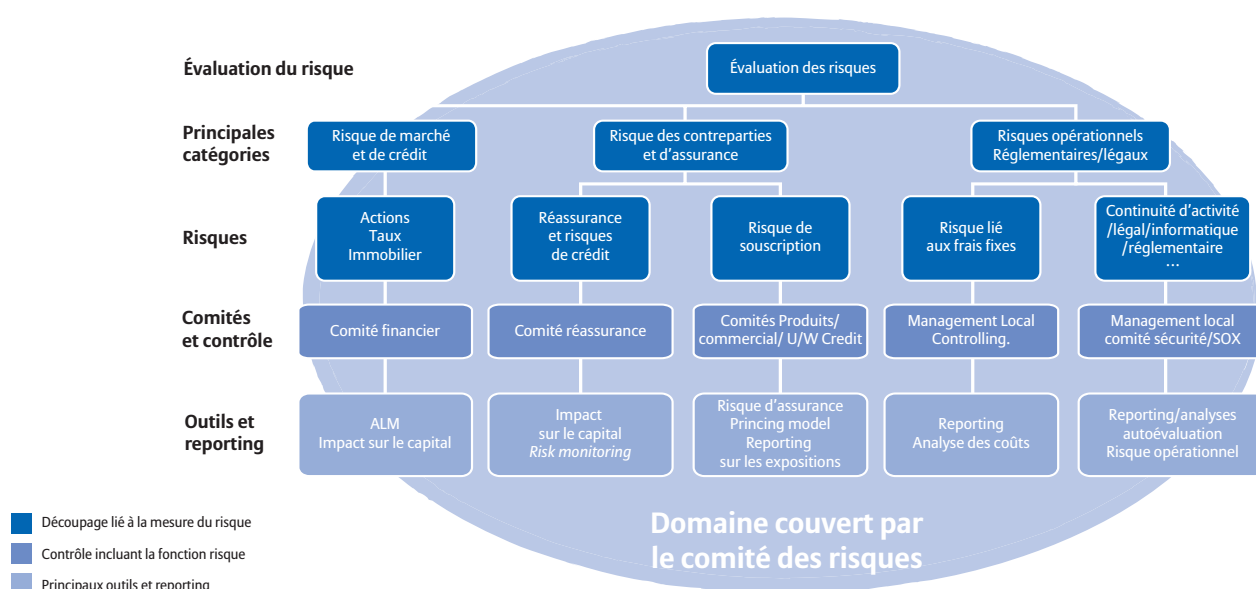 Évaluation du risque
Évaluation des risques
Principales
catégories
Risque de marché
et de crédit
Risque des contreparties
et d'assurance
Risques opérationnels
Réglementaires/légaux
Risques
Actions
Taux
Immobilier
Réassurance
et risques
de crédit
Risque de
souscription
Risque lié
aux frais fixes
Continuité d'activité
/légal/informatique
/réglementaire
...
Comités
et contrôle
Comité financier
Comité réassurance
Comités Produits/
commercial/ U/W Credit
Management Local
Controlling.
Management local
comité sécurité/SOX
Outils et
reporting
ALM
Impact sur le capital
Impact
sur le capital
Risk monitoring
Risque d'assurance
Princing model
Reporting
sur les expositions
Reporting
Analyse des coûts
Reporting/analyses
autoévaluation
Risque opérationnel
Domaine couvert par
le comité des risques
Découpage lié à la mesure du risque
Contrôle incluant la fonction risque
Principaux outils et reporting